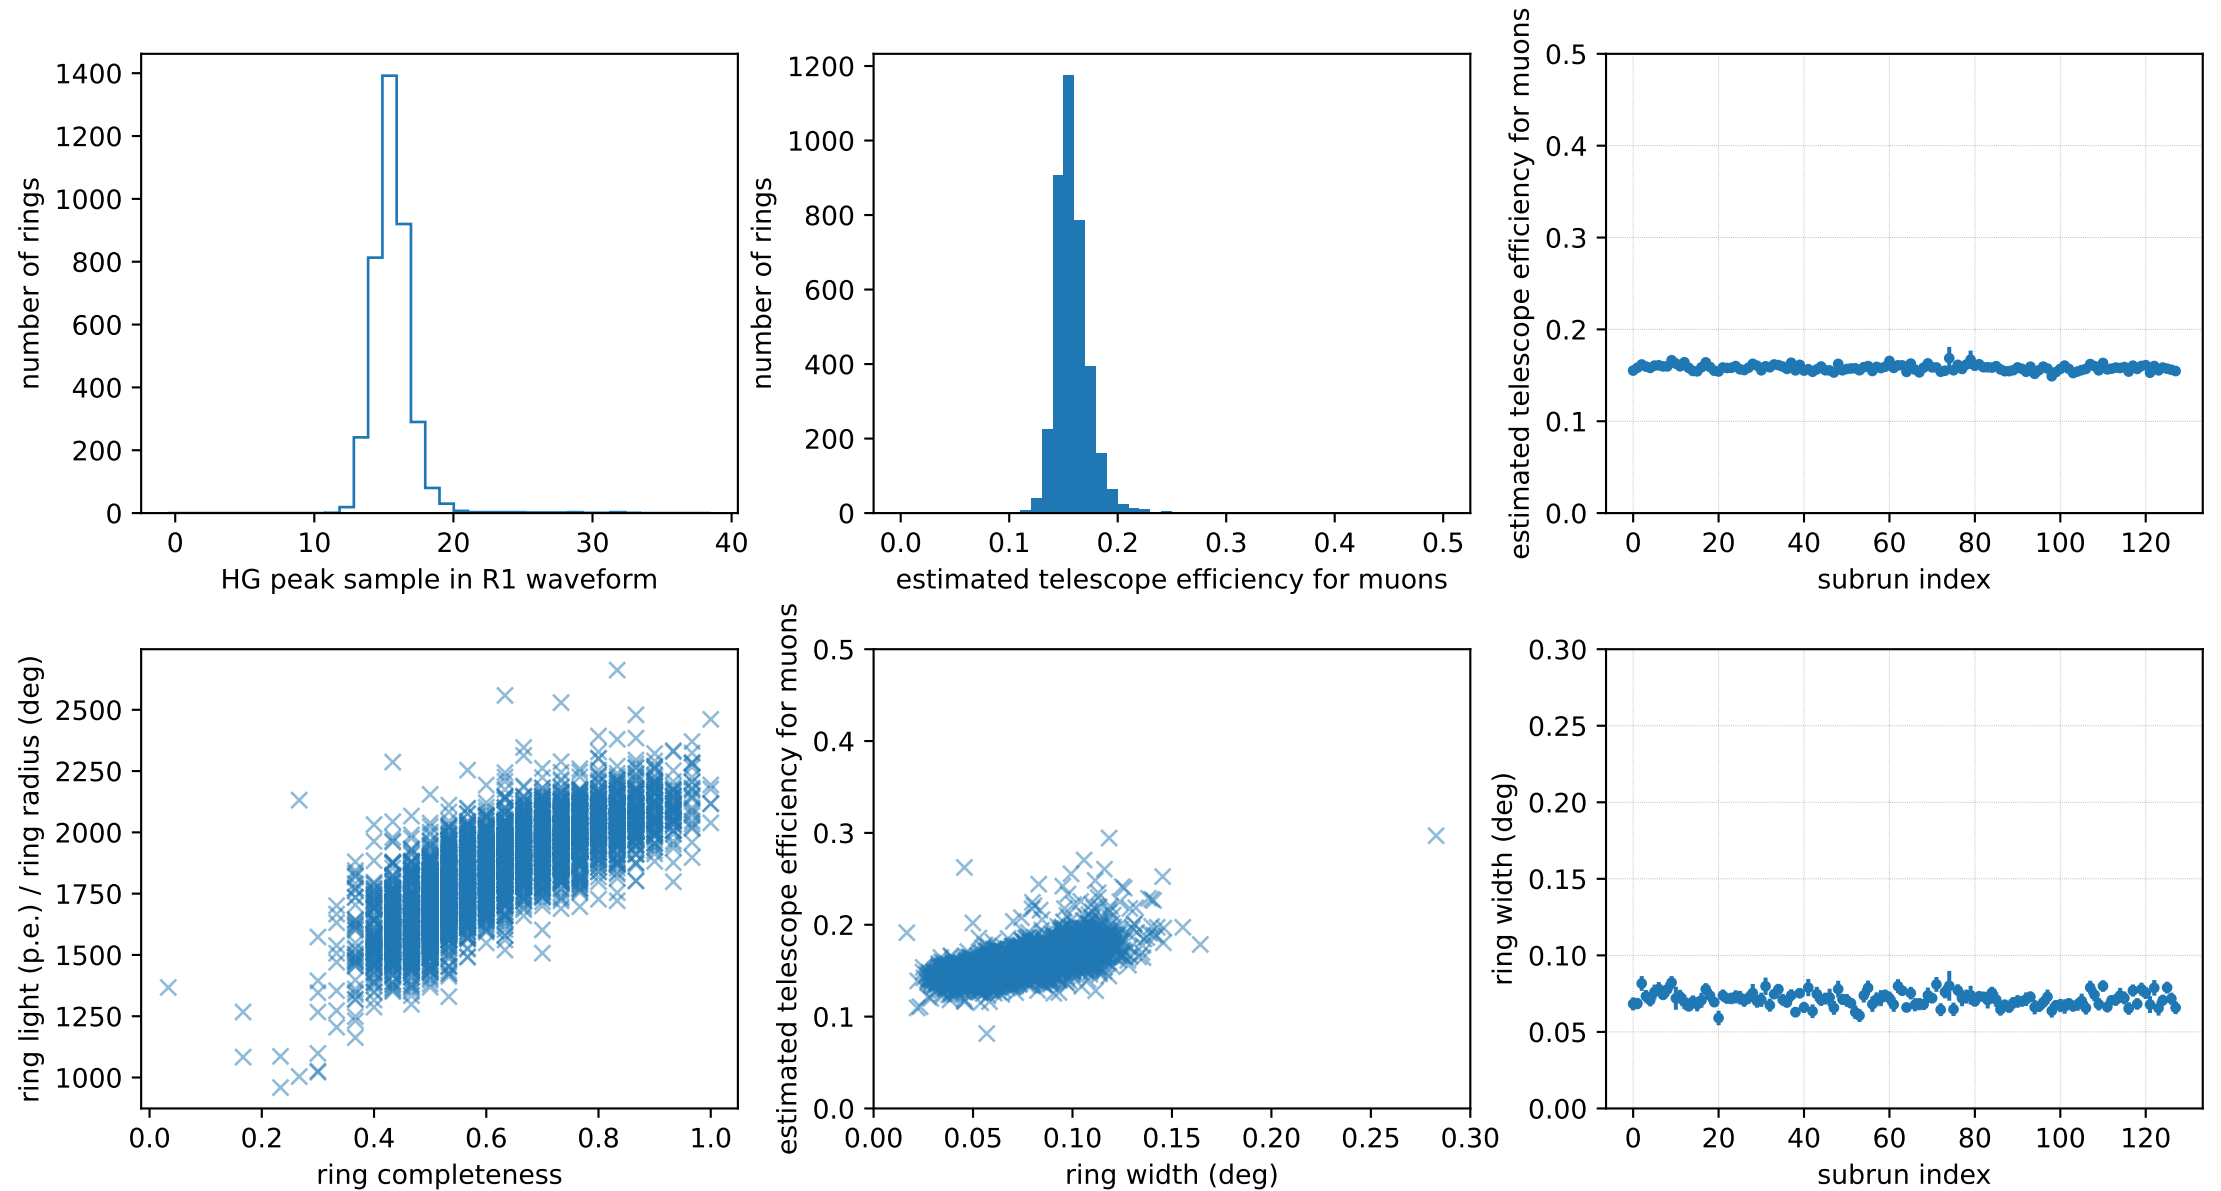 1400
1200
1000
800
600
400
200
0
number of rings
0 10 20 30 40
HG peak sample in R1 waveform
1200
1000
800
600
400
200
0
number of rings
0.0 0.1 0.2 0.3 0.4 0.5
estimated telescope efficiency for muons
0.5
0.4
0.3
0.2
0.1
0.0
estimated telescope efficiency for muons
0 20 40 60 80 100 120
subrun index
2500
2250
2000
1750
1500
1250
1000
ring light (p.e.) / ring radius (deg)
0.0 0.2 0.4 0.6 0.8 1.0
ring completeness
0.5
0.4
0.3
0.2
0.1
0.0
estimated telescope efficiency for muons
0.00 0.05 0.10 0.15 0.20 0.25 0.30
ring width (deg)
0.30
0.25
0.20
0.15
0.10
0.05
0.00
ring width (deg)
0 20 40 60 80 100 120
subrun index